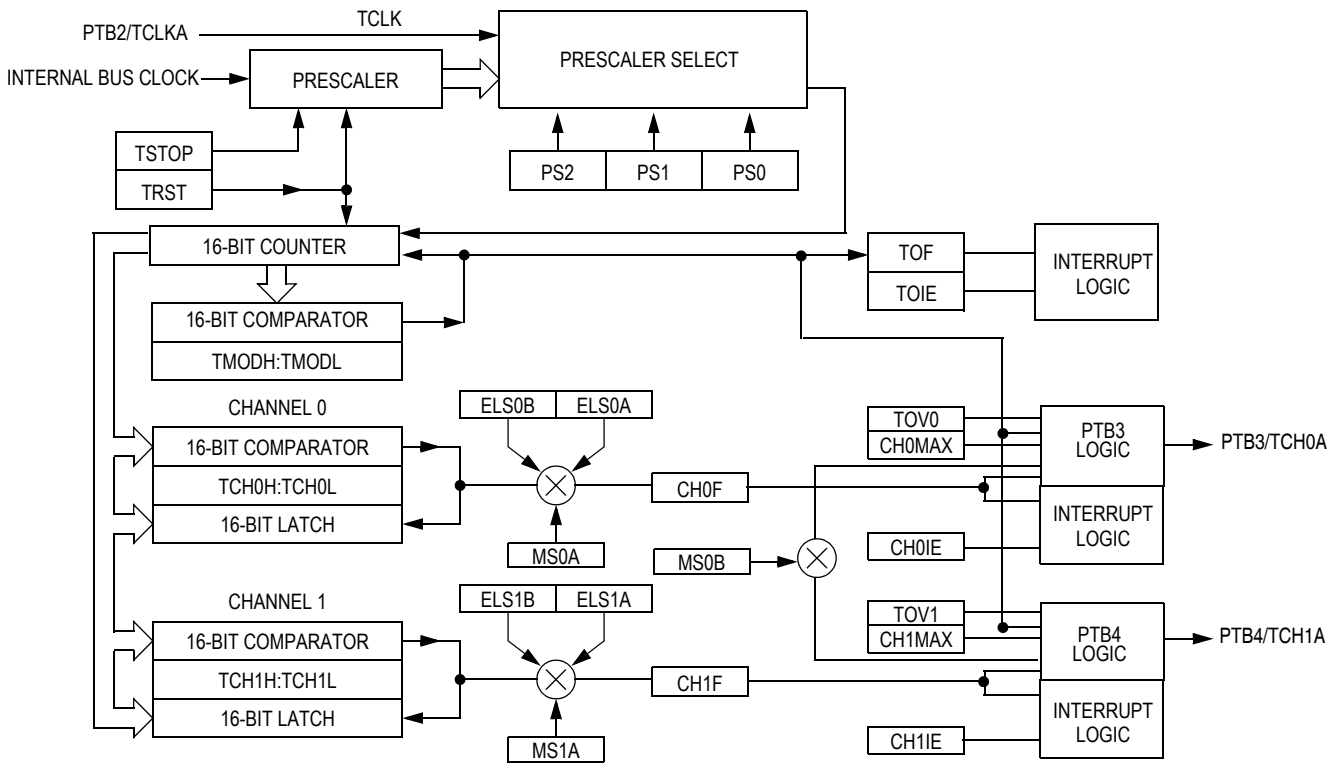 PTB2/TCLKA
TCLK
PRESCALER SELECT
INTERNAL BUS CLOCK
PRESCALER
TSTOP
TRST
PS2
PS1
PS0
16-BIT COUNTER
TOF
TOIE
INTERRUPT
LOGIC
16-BIT COMPARATOR
TMODH:TMODL
CHANNEL 0
ELS0B
ELS0A
16-BIT COMPARATOR
TCH0H:TCH0L
16-BIT LATCH
MS0A
CH0F
TOV0
CH0MAX
PTB3
LOGIC
PTB3/TCH0A
INTERRUPT
LOGIC
CH0IE
MS0B
CHANNEL 1
ELS1B
ELS1A
16-BIT COMPARATOR
TCH1H:TCH1L
16-BIT LATCH
MS1A
CH1F
TOV1
CH1MAX
PTB4
LOGIC
PTB4/TCH1A
INTERRUPT
LOGIC
CH1IE